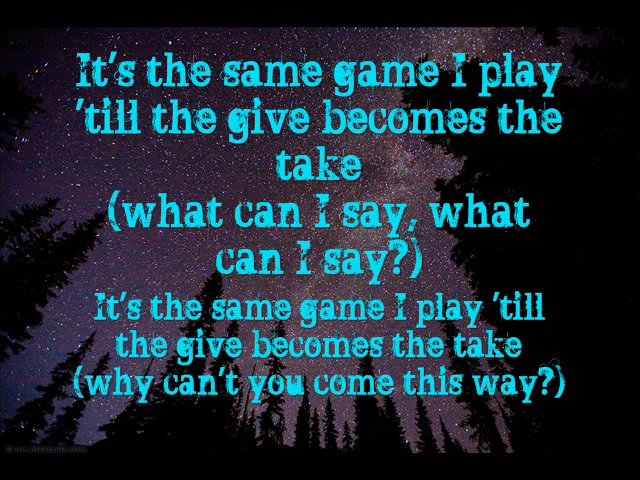 It's the same game I play
'till the give becomes the
take
(what can I say, what
can I say?)
It's the same game I play 'till
the give becomes the take
(why can't you come this way?)